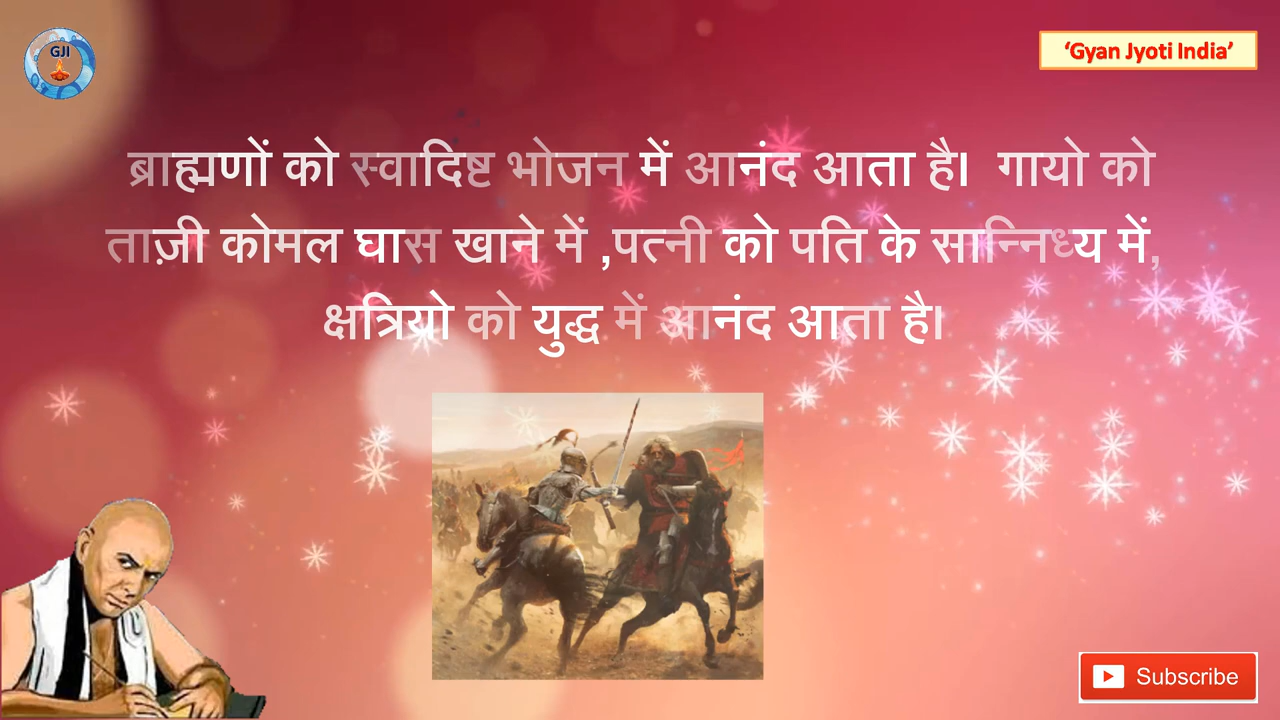 GJI
‘Gyan Jyoti India’
ब्राह्मणों को स्वादिष्ट भोजन में आनंद आता है। गायो को
ताज़ी कोमल घास खाने में ,पत्नी को पति के सान्निध्य में,
क्षत्रियो को युद्ध में आनंद आता है।
Subscribe